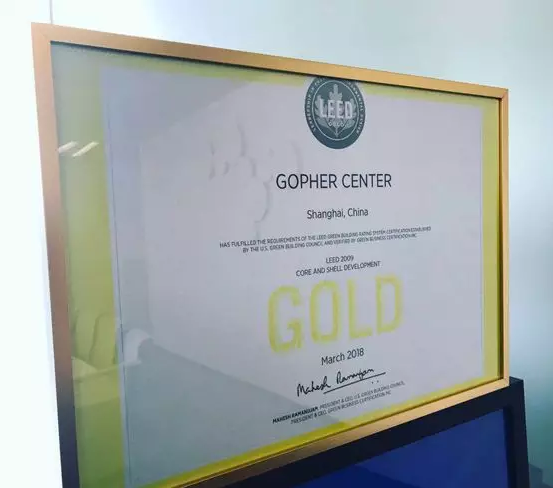 LEED
GOPHER CENTER
Shanghai, China
HAS FULFILLED THE REQUIREMENTS OF THE LEED GREEN BUILDING RATING SYSTEM CERTIFICATION ESTABLISHED
BY THE U.S. GREEN BUILDING COUNCIL AND VERIFIED BY GREEN BUSINESS CERTIFICATION INC.
LEED 2009
CORE AND SHELL DEVELOPMENT
GOLD
March 2018
Mahesh Ramanujam
MAHESH RAMANUJAM, PRESIDENT & CEO, U.S. GREEN BUILDING COUNCIL
PRESIDENT & CEO, GREEN BUSINESS CERTIFICATION INC.